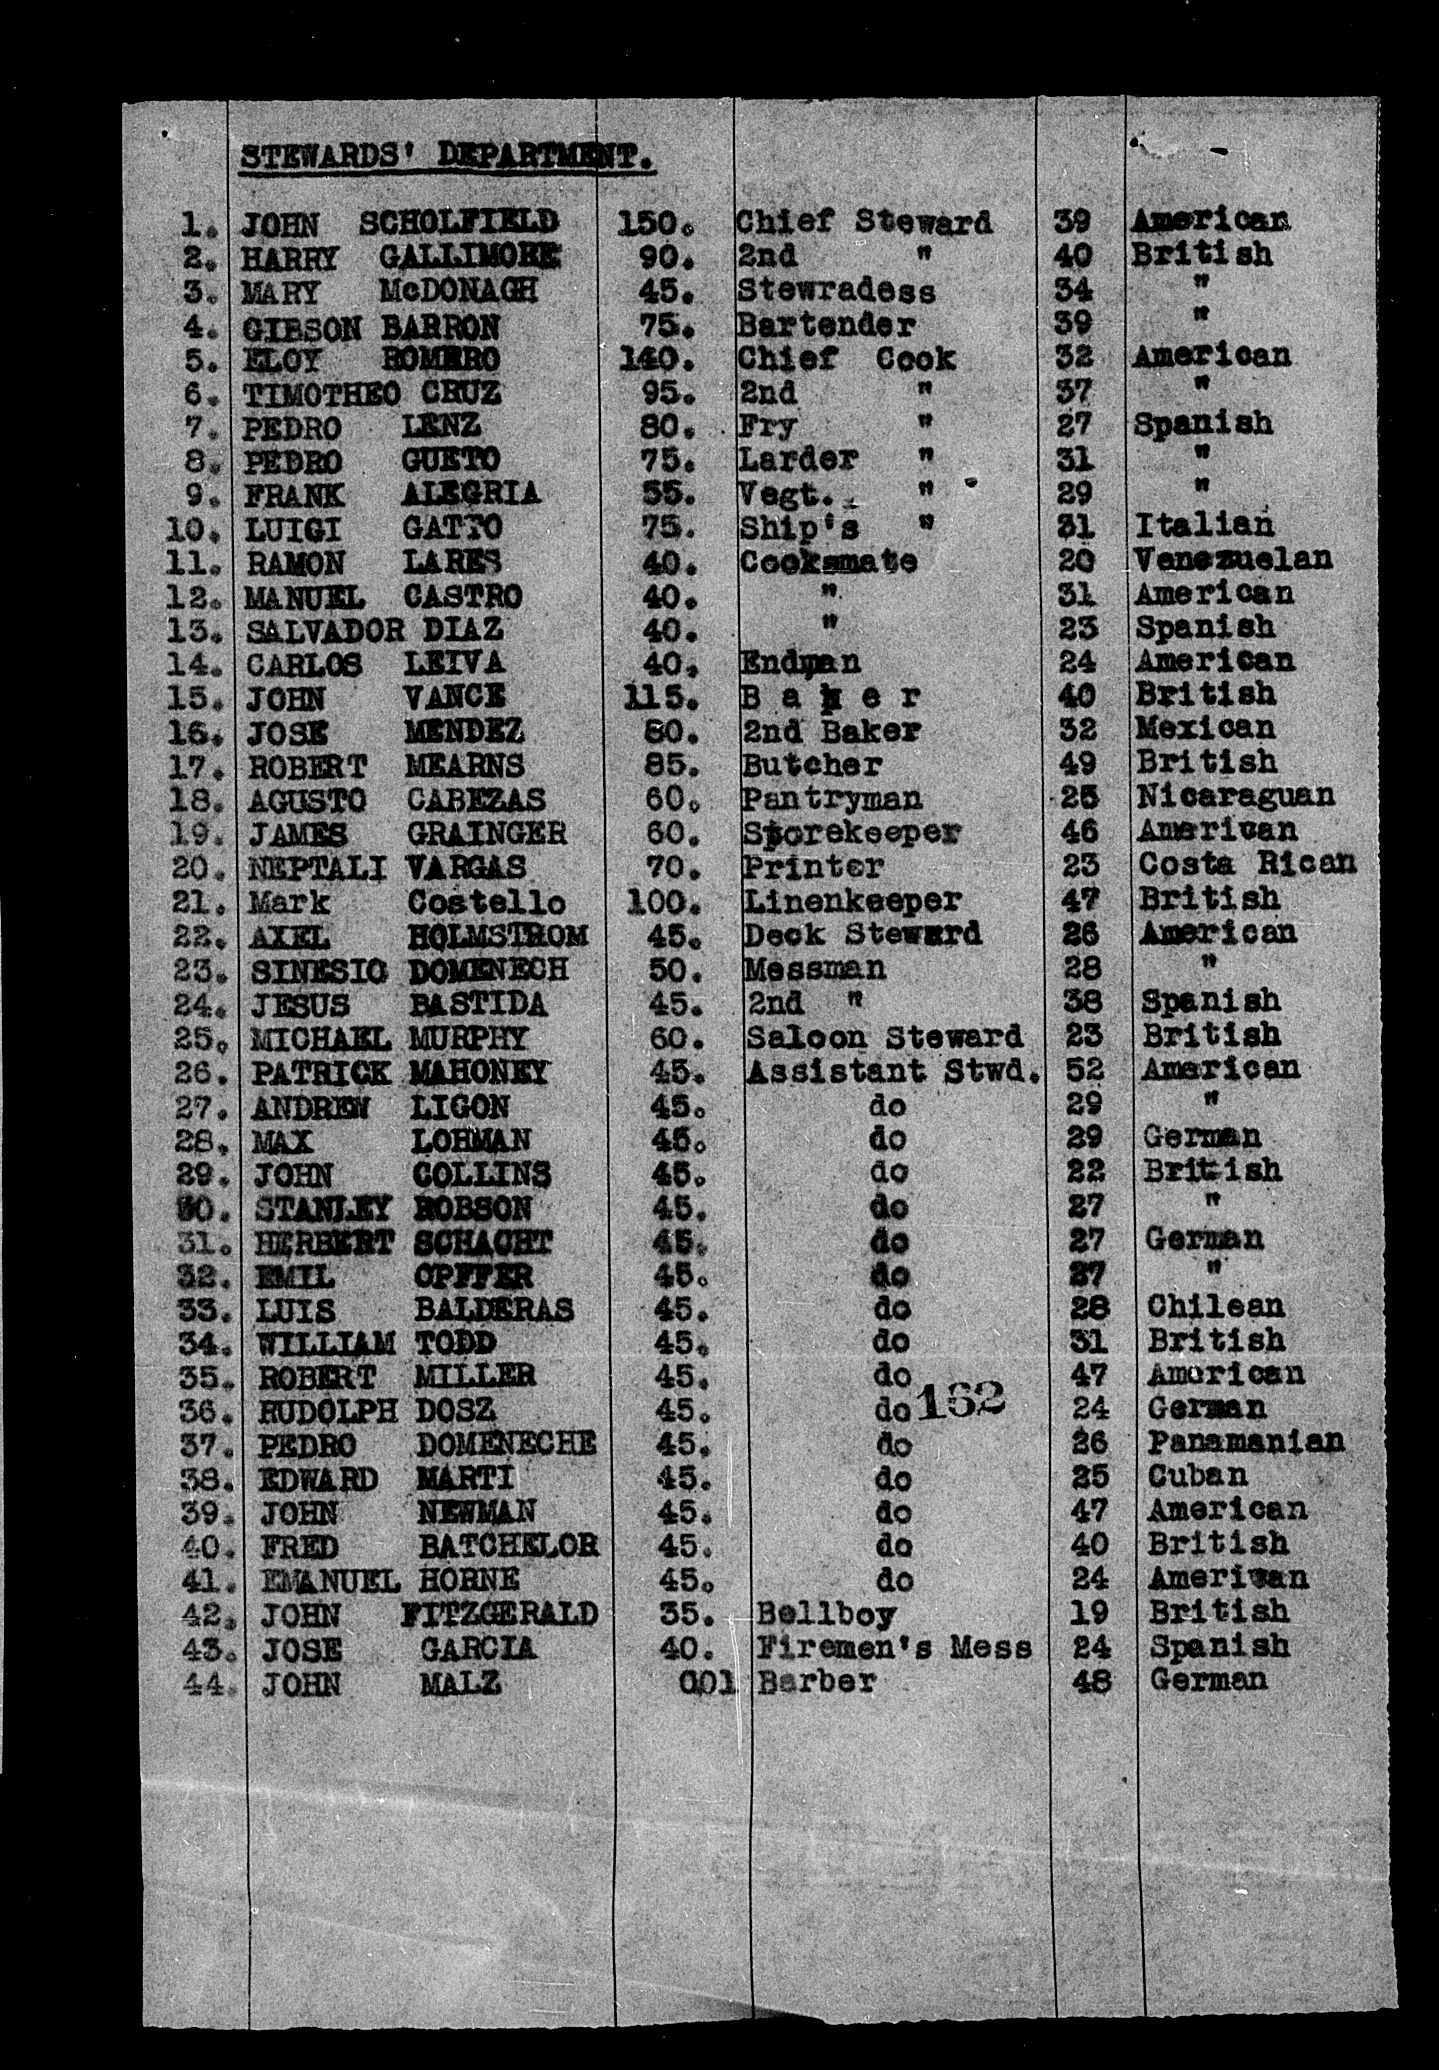 STEWARDS' DEPARTMENT.
1. JOHN SCHOLFIELD 150. Chief Steward 39 American
2. HARRY GALLIMORE 90. 2nd " 40 British
3. MARY McDONAGH 45. Stewradess 34 "
4. GIBSON BARRON 75. Bartender 39 "
5. ELOY ROMERO 140. Chief Cook 32 American
6. TIMOTHEO CRUZ 95. 2nd " 37 "
7. PEDRO LENZ 80. Fry " 27 Spanish
8. PEDRO GUETO 75. Larder " 31 "
9. FRANK ALEGRIA 55. Vegt. " 29 "
10. LUIGI GATTO 75. Ship's " 31 Italian
11. RAMON LARES 40. Cooksmate 20 Venezuelan
12. MANUEL CASTRO 40. " 31 American
13. SALVADOR DIAZ 40. " 23 Spanish
14. CARLOS LEIVA 40. Endman 24 American
15. JOHN VANCE 115. B a k e r 40 British
16. JOSE MENDEZ 80. 2nd Baker 32 Mexican
17. ROBERT MEARNS 85. Butcher 49 British
18. AGUSTO CABEZAS 60. Pantryman 25 Nicaraguan
19. JAMES GRAINGER 60. Storekeeper 46 American
20. NEPTALI VARGAS 70. Printer 23 Costa Rican
21. Mark Costello 100. Linenkeeper 47 British
22. AXEL HOLMSTROM 45. Deck Steward 26 American
23. SINESIO DOMENECH 50. Messman 28 "
24. JESUS BASTIDA 45. 2nd " 38 Spanish
25. MICHAEL MURPHY 60. Saloon Steward 23 British
26. PATRICK MAHONEY 45. Assistant Stwd. 52 American
27. ANDREW LIGON 45. do 29 "
28. MAX LOHMAN 45. do 29 German
29. JOHN COLLINS 45. do 22 British
30. STANLEY ROBSON 45. do 27 "
31. HERBERT SCHACHT 45. do 27 German
32. EMIL OPFFER 45. do 27 "
33. LUIS BALDERAS 45. do 28 Chilean
34. WILLIAM TODD 45. do 31 British
35. ROBERT MILLER 45. do 47 American
36. RUDOLPH DOSZ 45. do 162 24 German
37. PEDRO DOMENECHE 45. do 26 Panamanian
38. EDWARD MARTI 45. do 25 Cuban
39. JOHN NEWMAN 45. do 47 American
40. FRED BATCHELOR 45. do 40 British
41. EMANUEL HORNE 45. do 24 American
42. JOHN FITZGERALD 35. Bellboy 19 British
43. JOSE GARCIA 40. Firemen's Mess 24 Spanish
44. JOHN MALZ 001 Barber 48 German